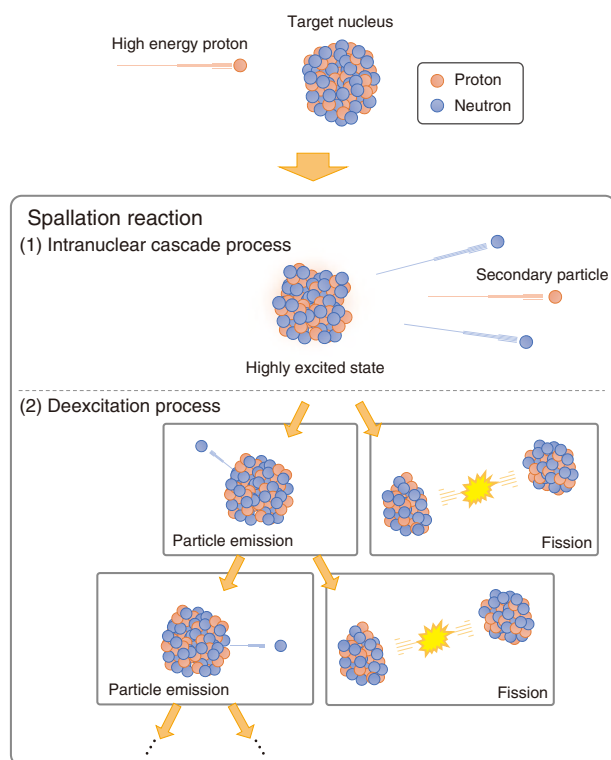 Target nucleus
High energy proton
Proton
Neutron
Spallation reaction
(1) Intranuclear cascade process
Secondary particle
Highly excited state
(2) Deexcitation process
Particle emission
Fission
Particle emission
Fission